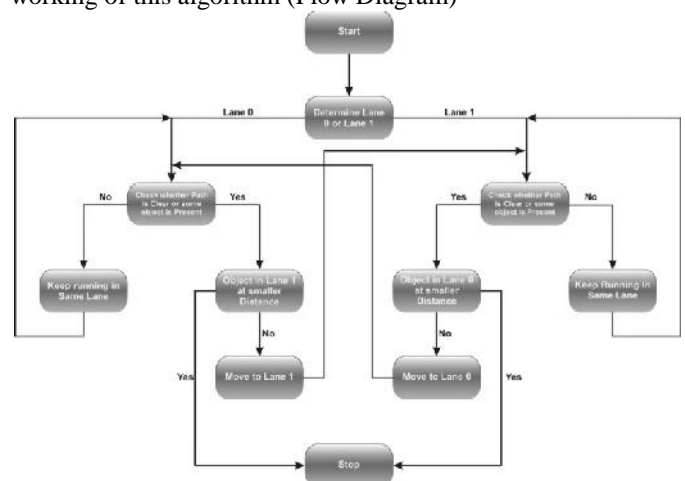 working of this algorithm (Flow Diagram)
Start
Lane 0
Determine Lane
0 or Lane 1
Lane 1
No
Check whether Path
is Clear or some
object is Present
Yes
Yes
Check whether Path
is Clear or some
object is Present
No
Keep running in
Same Lane
Object in Lane 1
at smaller
Distance
Object in Lane 0
at smaller
Distance
Keep Running in
Same Lane
No
No
Yes
Move to Lane 1
Move to Lane 0
Yes
Stop